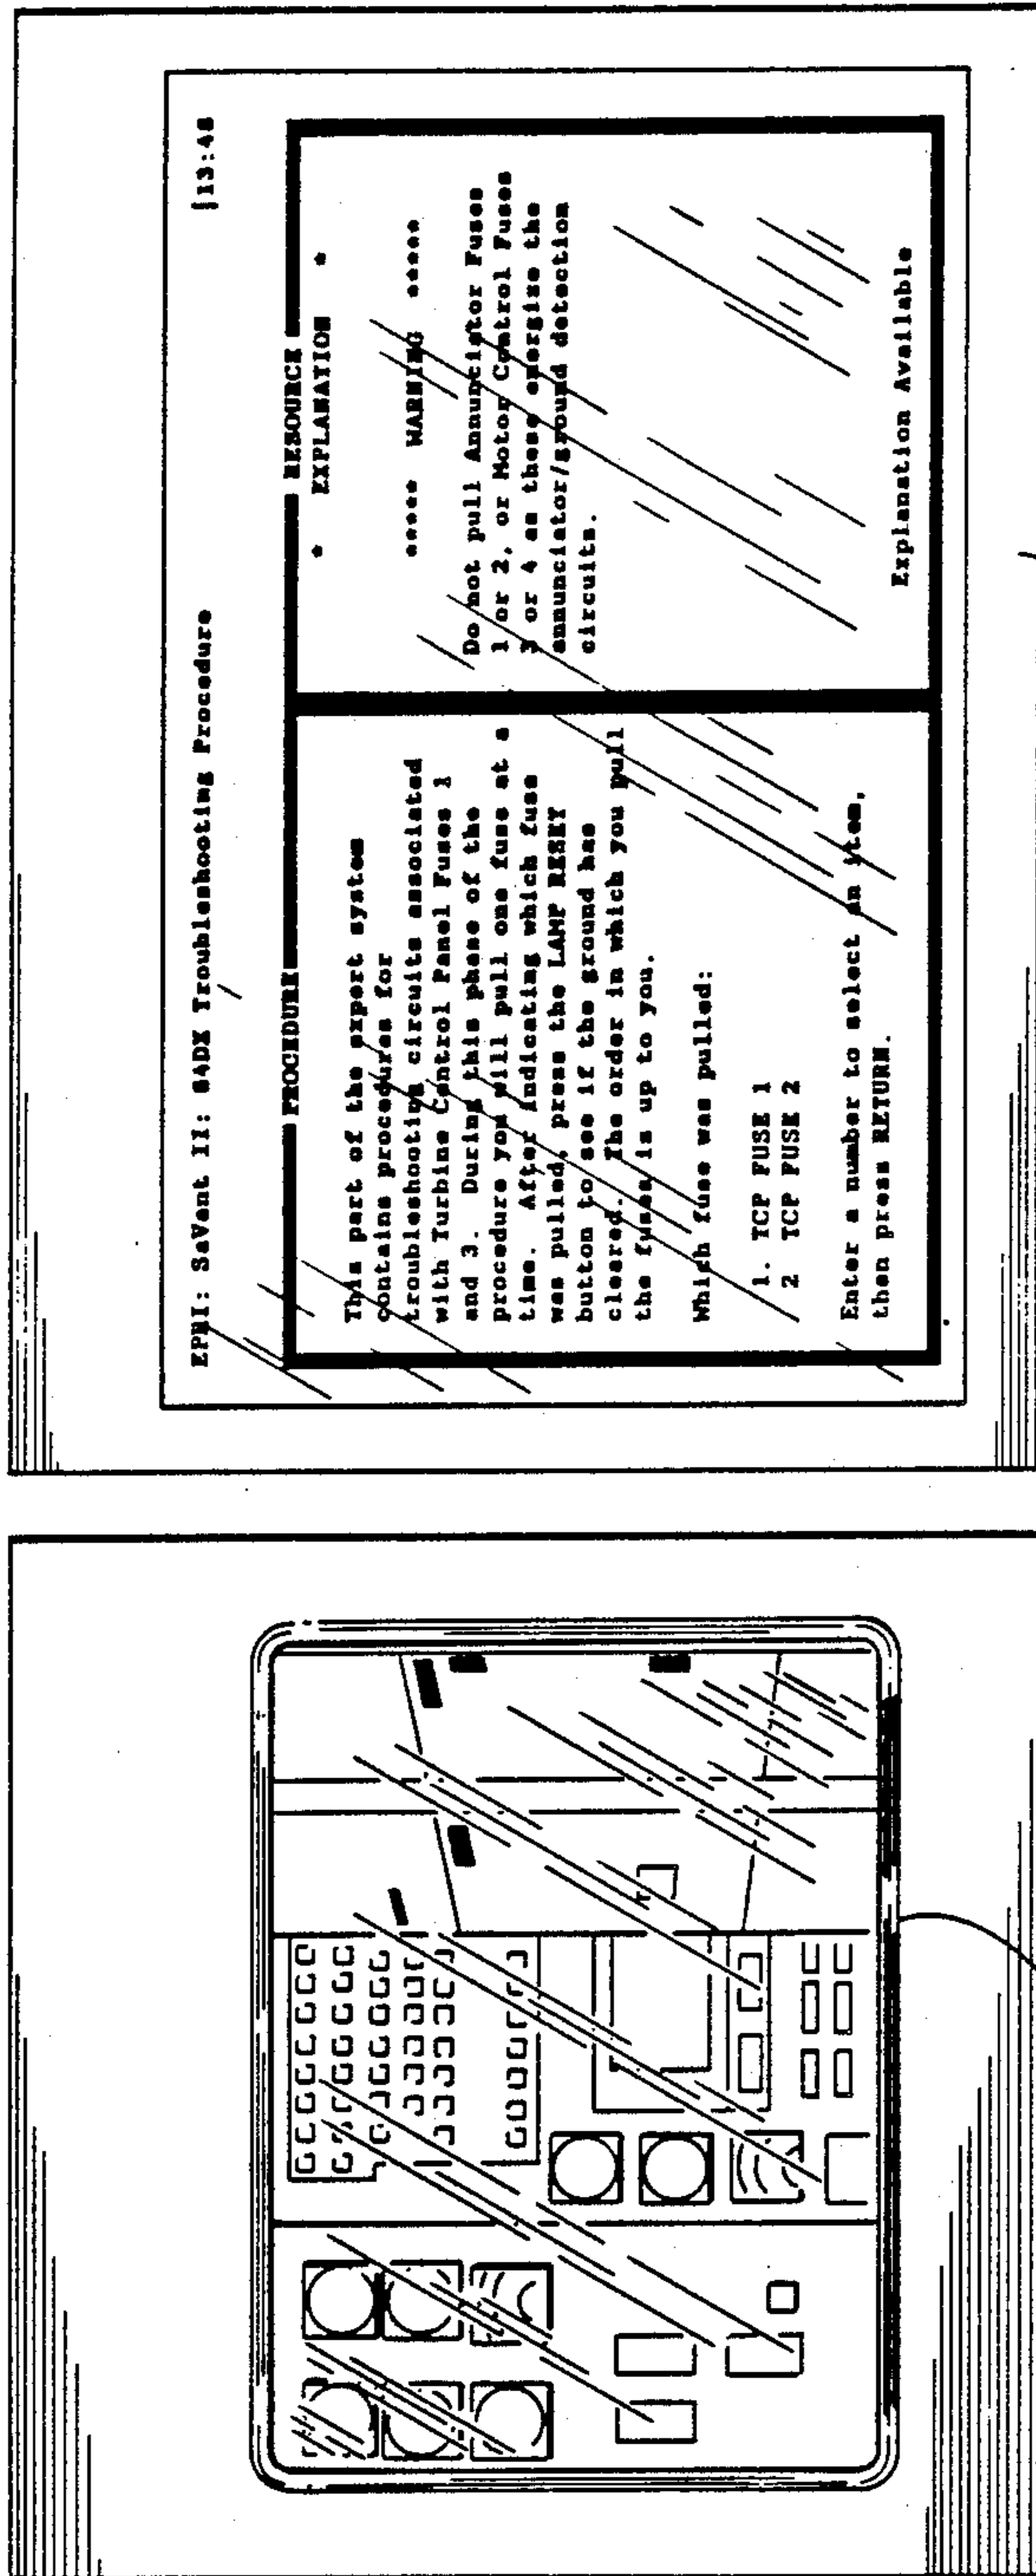 EPRI: SaVant II: 64DX Troubleshooting Procedure |13:48
PROCEDURE
This part of the expert system
contains procedures for
troubleshooting circuits associated
with Turbine Control Panel Fuses 1
and 3. During this phase of the
procedure you will pull one fuse at a
time. After indicating which fuse
was pulled, press the LAMP RESET
button to see if the ground has
cleared. The order in which you pull
the fuses is up to you.
Which fuse was pulled:
1. TCP FUSE 1
2 TCP FUSE 2
Enter a number to select an item,
then press RETURN.
RESOURCE
* EXPLANATION *
***** WARNING *****
Do not pull Annunciator Fuses
1 or 2, or Motor Control Fuses
3 or 4 as these energize the
annunciator/ground detection
circuits.
Explanation Available